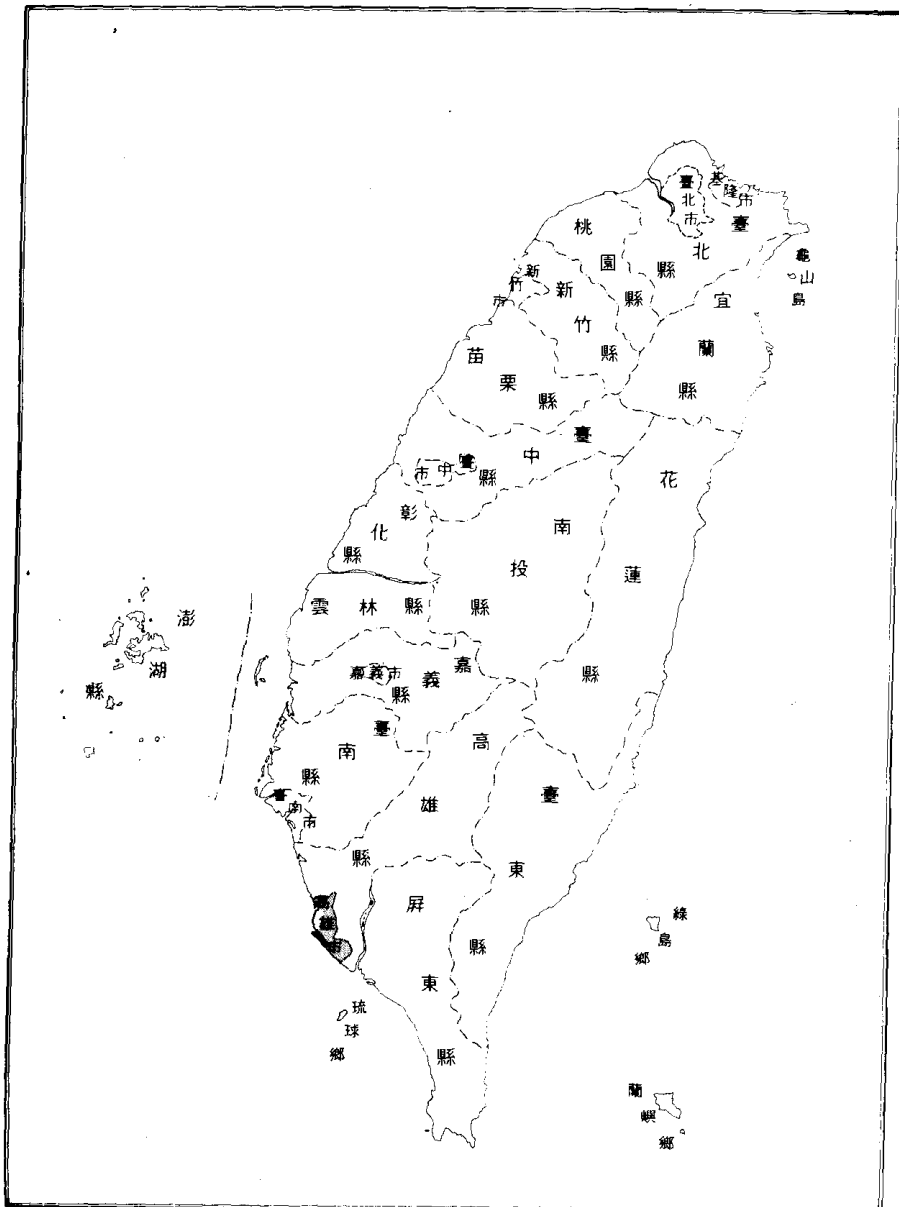 基隆市
臺北市
臺北縣
龜山島
桃園縣
新竹市
新竹縣
宜蘭縣
苗栗縣
臺中縣
臺中市
花蓮縣
彰化縣
南投縣
雲林縣
澎湖縣
嘉義市
嘉義縣
臺南縣
臺南市
高雄縣
臺東縣
高雄市
屏東縣
綠島鄉
琉球鄉
蘭嶼鄉